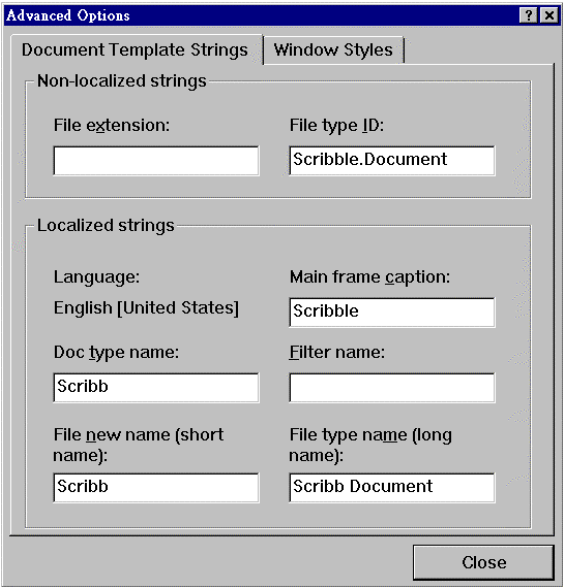 Advanced Options
Document Template Strings Window Styles
Non-localized strings
File extension: File type ID:
Scribble.Document
Localized strings
Language: Main frame caption:
English [United States] Scribble
Doc type name: Filter name:
Scribb
File new name (short name): File type name (long name):
Scribb Scribb Document
Close